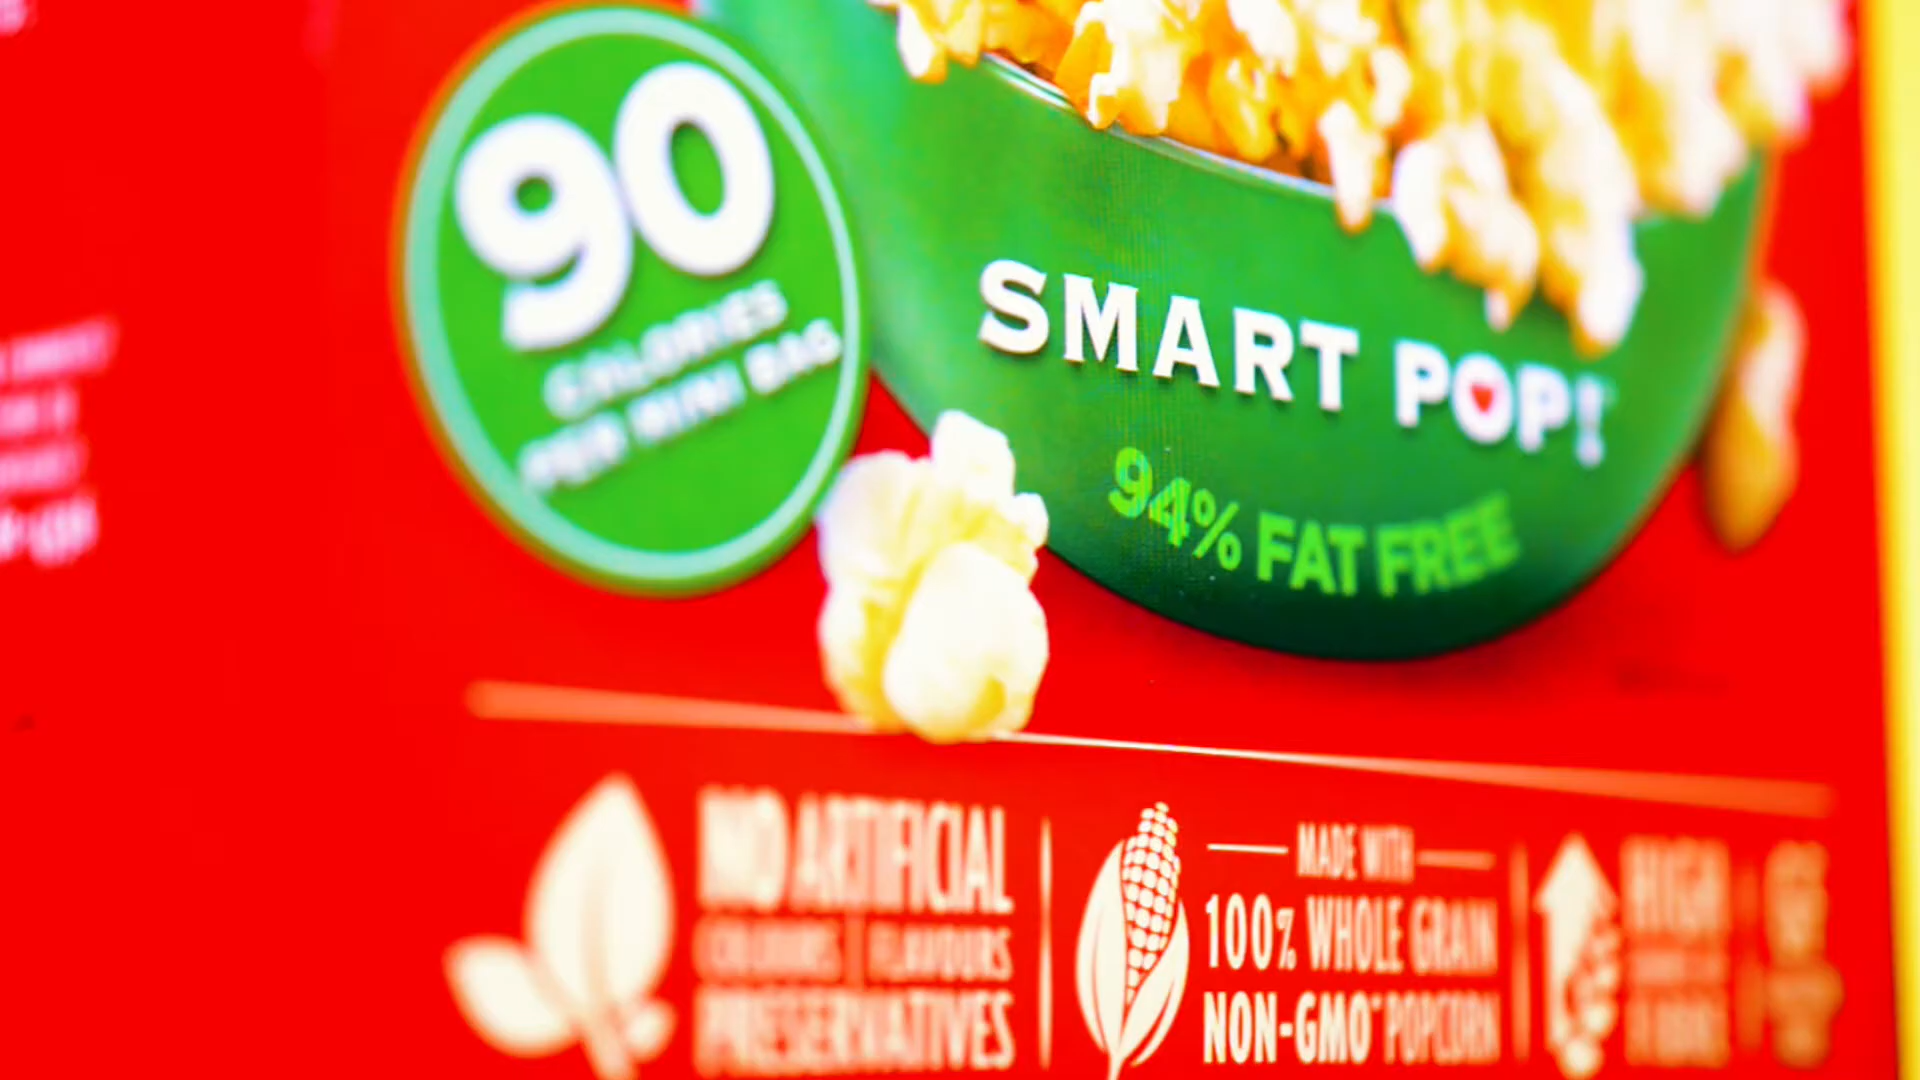 90
CALORIES
PER MINI BAG
SMART POP!
94% FAT FREE
NO ARTIFICIAL
COLOURS | FLAVOURS
PRESERVATIVES
MADE WITH
100% WHOLE GRAIN
NON-GMO* POPCORN
HIGH